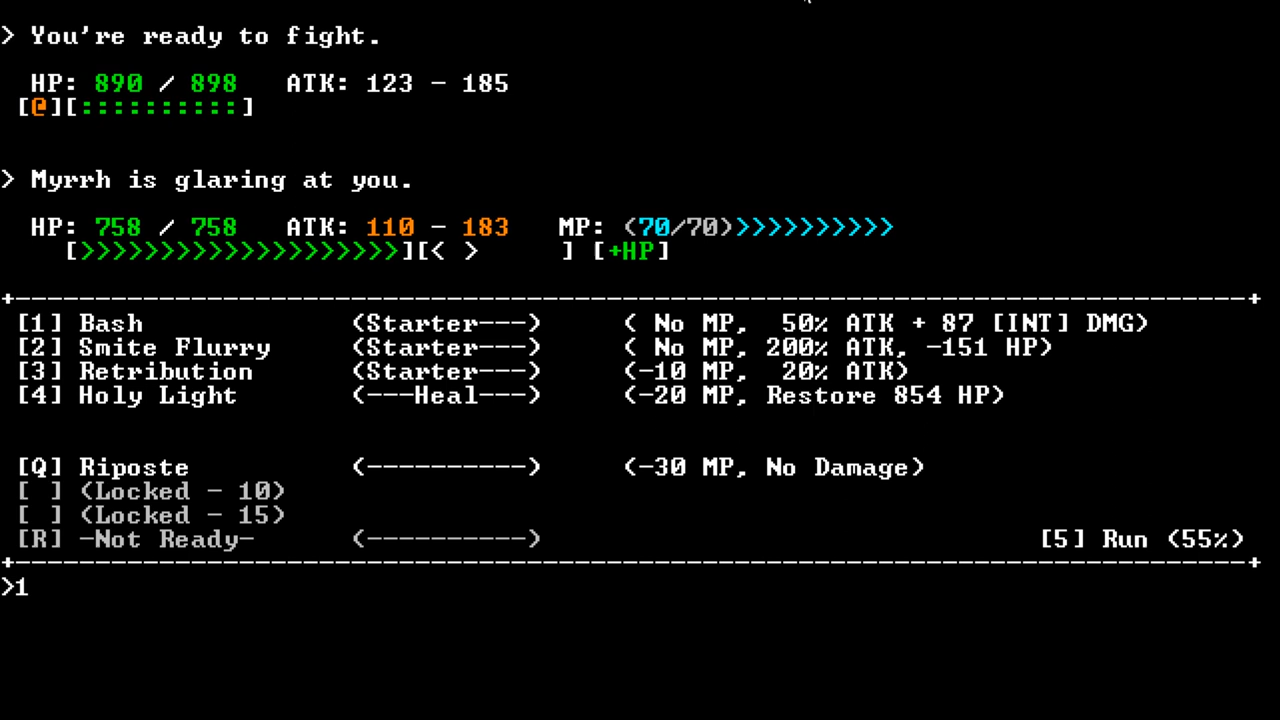 > You're ready to fight.
HP: 890 / 898   ATK: 123 - 185
[@][::::::::::]
> Myrrh is glaring at you.
HP: 758 / 758   ATK: 110 - 183   MP: (70/70)>>>>>>>>>>
[>>>>>>>>>>>>>>>>>>>>][< >     ] [+HP]
+------------------------------------------------------------------------------+
[1] Bash             (Starter---)     ( No MP,  50% ATK + 87 [INT] DMG)
[2] Smite Flurry     (Starter---)     ( No MP, 200% ATK, -151 HP)
[3] Retribution      (Starter---)     (-10 MP,  20% ATK)
[4] Holy Light       (---Heal---)     (-20 MP, Restore 854 HP)
[Q] Riposte          (----------)     (-30 MP, No Damage)
[ ] (Locked - 10)
[ ] (Locked - 15)
[R] -Not Ready-      (----------)                               [5] Run (55%)
+------------------------------------------------------------------------------+
>1